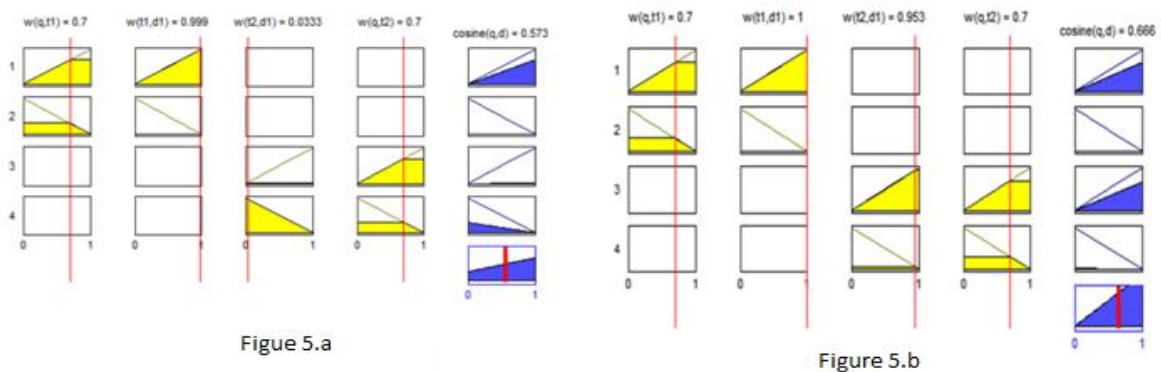 w(q,t1) = 0.7 w(t1,d1) = 0.999 w(t2,d1) = 0.0333 w(q,t2) = 0.7
cosine(q,d) = 0.573
1
2
3
4
0 1 0 1 0 1 0 1
0 1
Figue 5.a
w(q,t1) = 0.7 w(t1,d1) = 1 w(t2,d1) = 0.953 w(q,t2) = 0.7
cosine(q,d) = 0.666
1
2
3
4
0 1 0 1 0 1 0 1
0 1
Figure 5.b